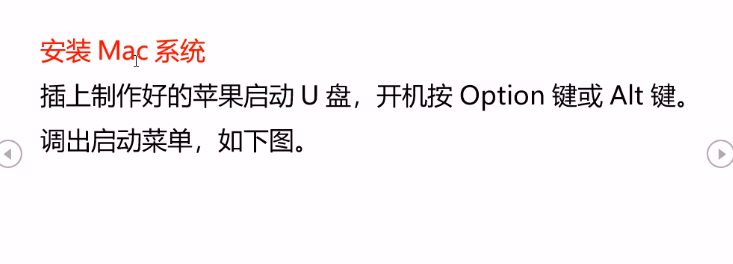 安装 Mac 系统
插上制作好的苹果启动 U 盘，开机按 Option 键或 Alt 键。
调出启动菜单，如下图。